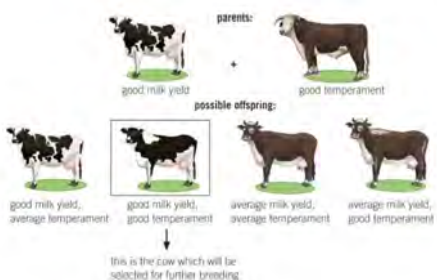 parents:
+
good milk yield
good temperament
possible offspring:
good milk yield,
average temperament
good milk yield,
good temperament
average milk yield,
average temperament
average milk yield,
good temperament
this is the cow which will be
selected for further breeding